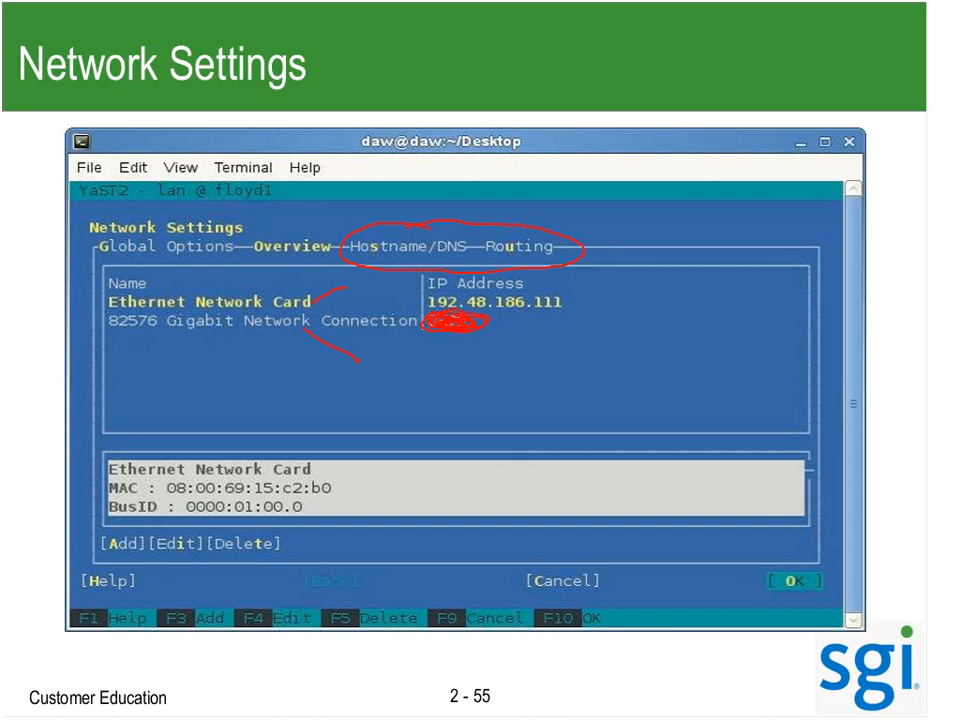 Network Settings
daw@daw:~/Desktop
File Edit View Terminal Help
YaST2 - lan @ floyd1
Network Settings
Global Options Overview Hostname/DNS Routing
Name IP Address
Ethernet Network Card 192.48.186.111
82576 Gigabit Network Connection
Ethernet Network Card
MAC : 08:00:69:15:c2:b0
BusID : 0000:01:00.0
[Add][Edit][Delete]
[Help] [Back] [Cancel] [ OK ]
F1 Help F3 Add F4 Edit F5 Delete F9 Cancel F10 OK
Customer Education 2 - 55
sgi®